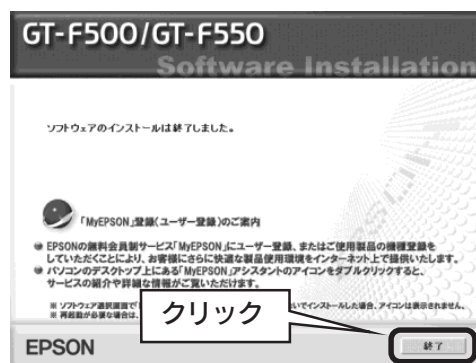 GT-F500/GT-F550
Software Installation
ソフトウェアのインストールは終了しました。
「MyEPSON」登録(ユーザー登録)のご案内
EPSONの無料会員制サービス「MyEPSON」にユーザー登録、またはご使用製品の機種登録を
していただくことにより、お客様にさらに快適な製品使用環境をインターネット上で提供いたします。
パソコンのデスクトップ上にある「MyEPSON」アシスタントのアイコンをダブルクリックすると、
サービスの紹介や詳細な情報がご覧いただけます。
※ ソフトウェア選択画面で いでインストールした場合、アイコンは表示されません。
※ 再起動が必要な場合は、
クリック
EPSON
終了